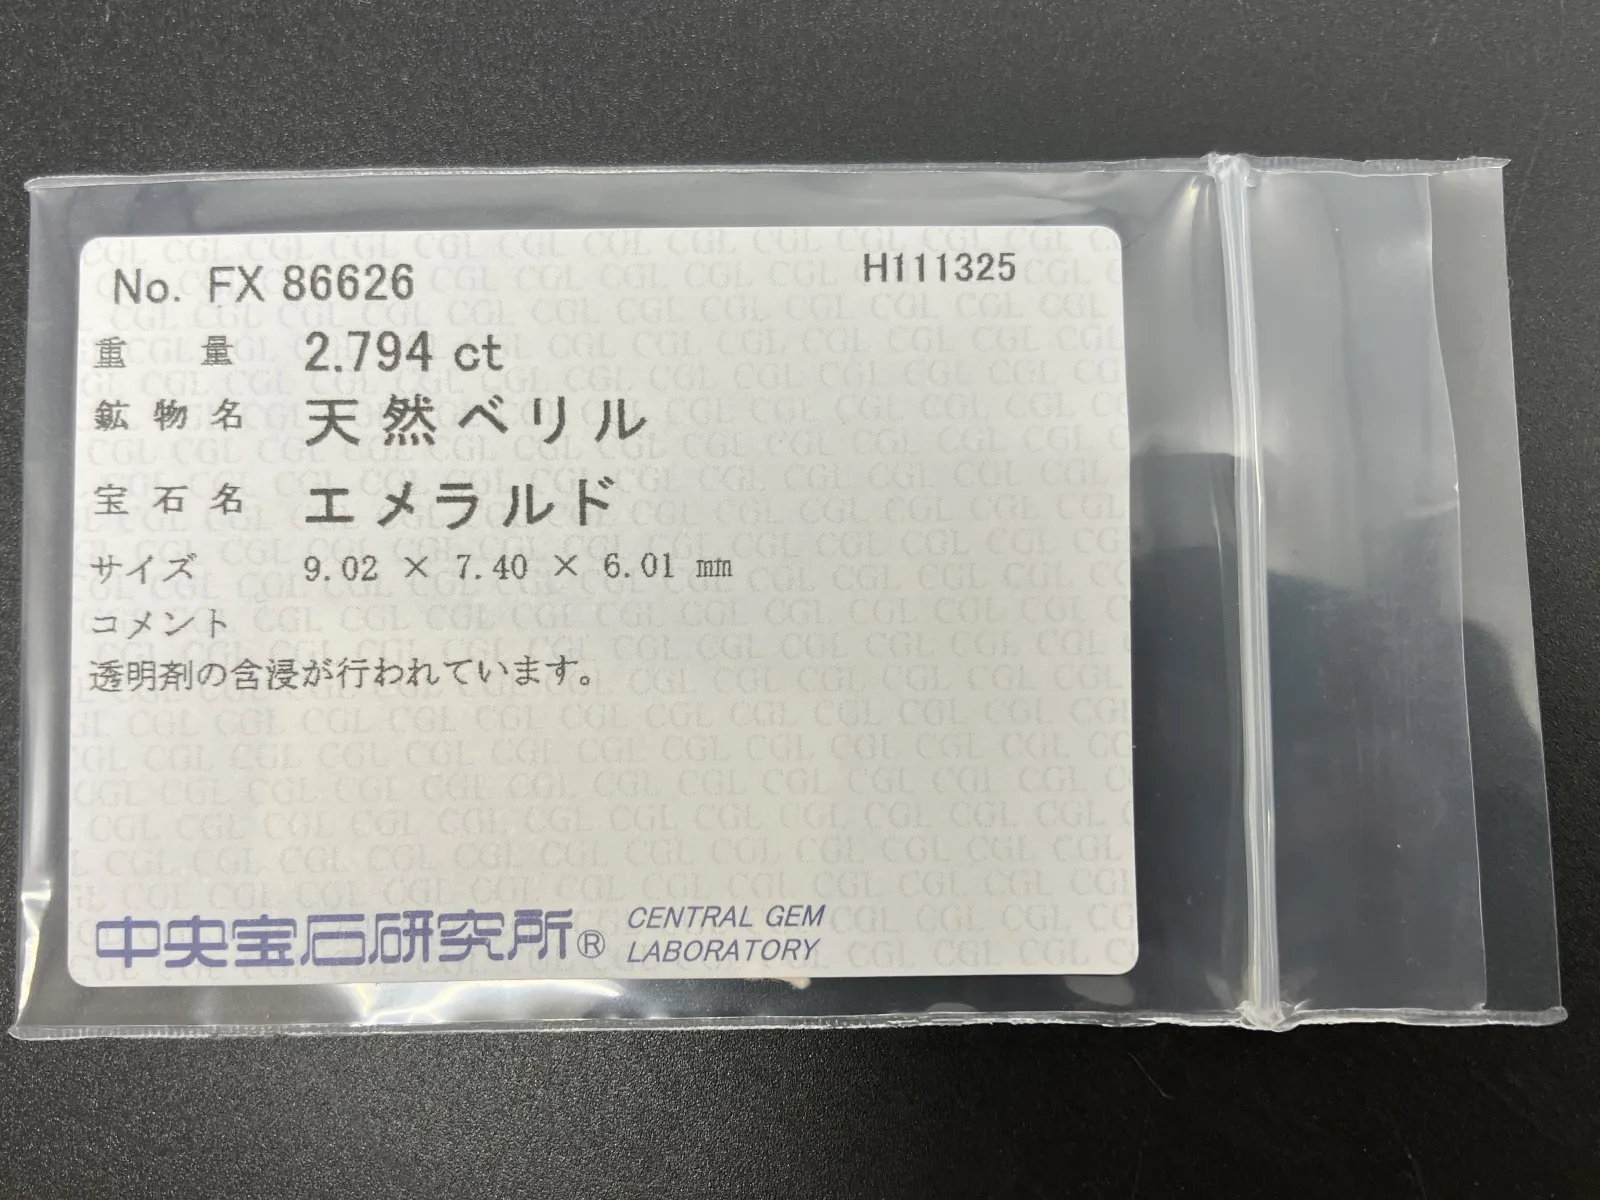 No. FX 86626 H111325
重量 2.794 ct
鉱物名 天然ベリル
宝石名 エメラルド
サイズ 9.02 × 7.40 × 6.01 mm
コメント
透明剤の含浸が行われています。
中央宝石研究所® CENTRAL GEM
LABORATORY